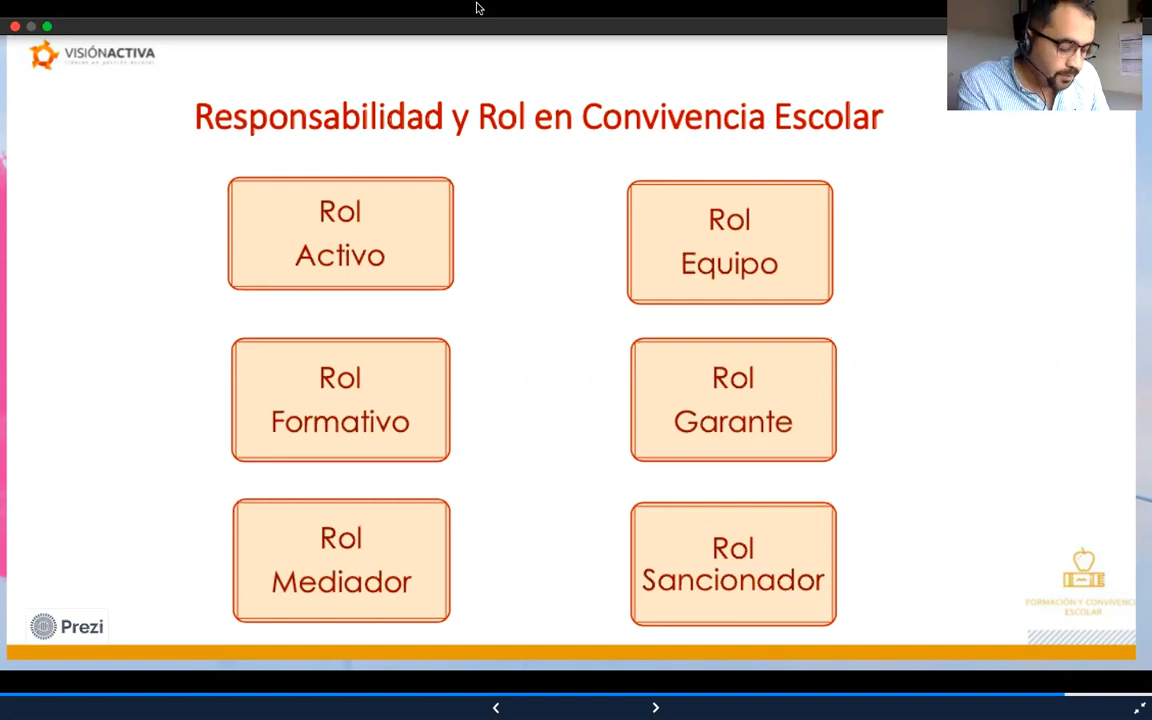 VISIÓNACTIVA
Responsabilidad y Rol en Convivencia Escolar
Rol
Activo
Rol
Equipo
Rol
Formativo
Rol
Garante
Rol
Mediador
Rol
Sancionador
FORMACIÓN Y CONVIVENC
ESCOLAR
Prezi